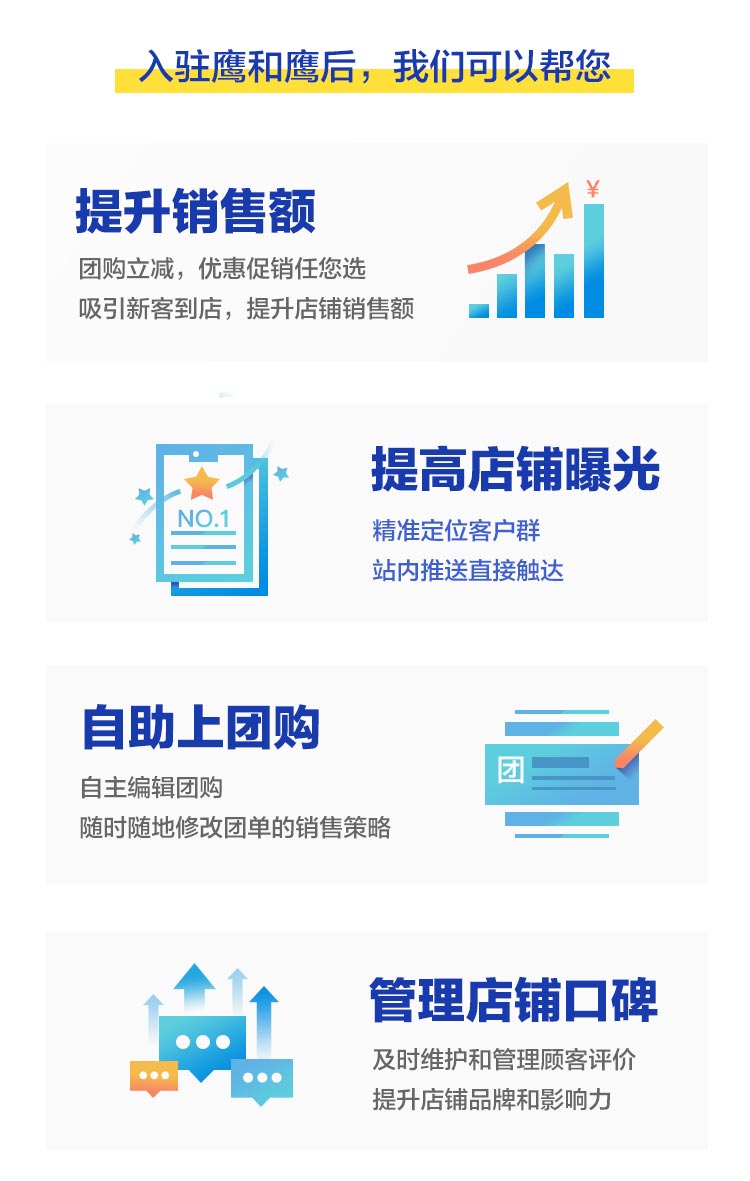 入驻鹰和鹰后，我们可以帮您
提升销售额
团购立减，优惠促销任您选
吸引新客到店，提升店铺销售额
¥
NO.1
提高店铺曝光
精准定位客户群
站内推送直接触达
自助上团购
自主编辑团购
随时随地修改团单的销售策略
团
管理店铺口碑
及时维护和管理顾客评价
提升店铺品牌和影响力